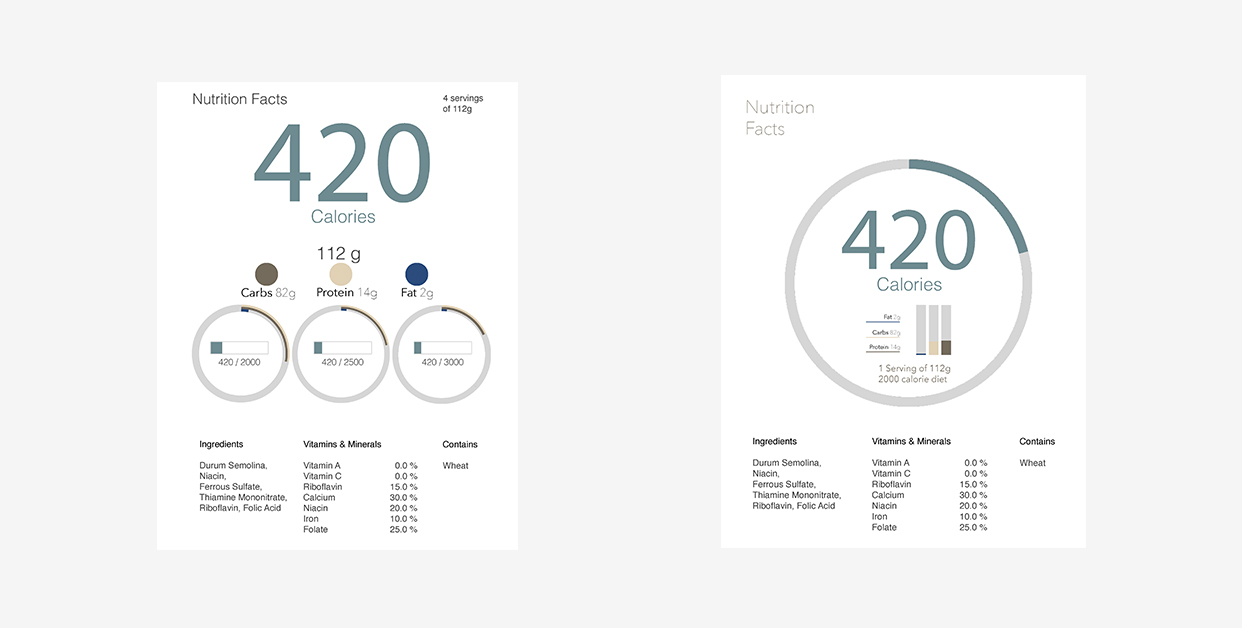 Nutrition Facts
4 servings
of 112g
420
Calories
112 g
Carbs 82g
Protein 14g
Fat 2g
420 / 2000
420 / 2500
420 / 3000
Ingredients
Durum Semolina,
Niacin,
Ferrous Sulfate,
Thiamine Mononitrate,
Riboflavin, Folic Acid
Vitamins & Minerals
Vitamin A 0.0 %
Vitamin C 0.0 %
Riboflavin 15.0 %
Calcium 30.0 %
Niacin 20.0 %
Iron 10.0 %
Folate 25.0 %
Contains
Wheat
Nutrition
Facts
420
Calories
Fat 2g
Carbs 82g
Protein 14g
1 Serving of 112g
2000 calorie diet
Ingredients
Durum Semolina,
Niacin,
Ferrous Sulfate,
Thiamine Mononitrate,
Riboflavin, Folic Acid
Vitamins & Minerals
Vitamin A 0.0 %
Vitamin C 0.0 %
Riboflavin 15.0 %
Calcium 30.0 %
Niacin 20.0 %
Iron 10.0 %
Folate 25.0 %
Contains
Wheat